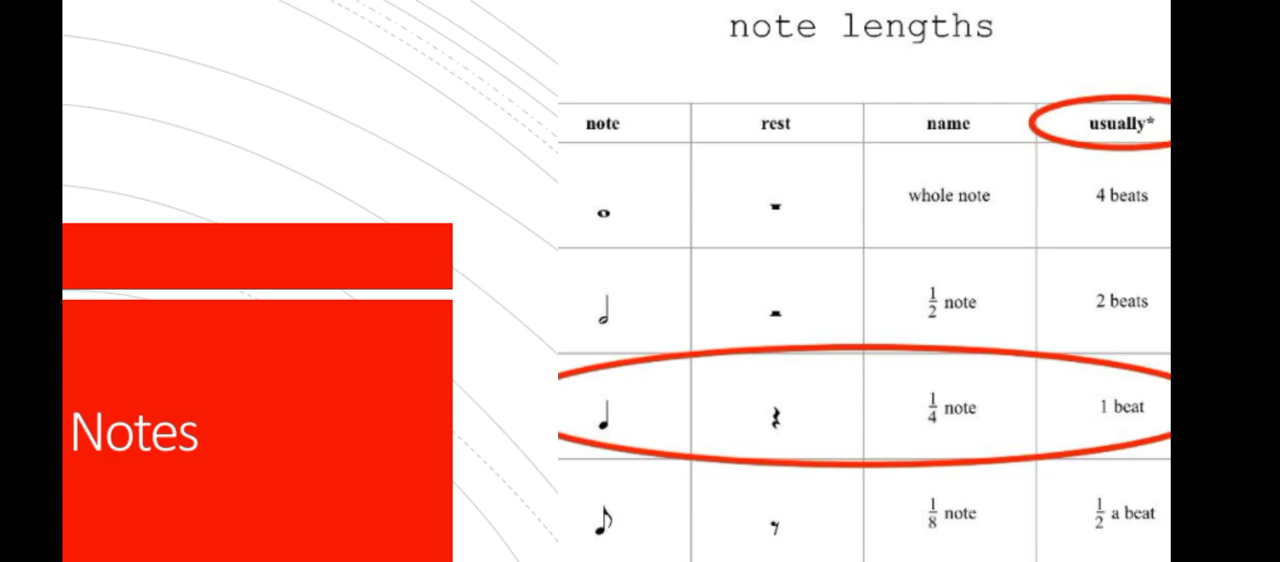 note lengths
note rest name usually*
whole note 4 beats
1/2 note 2 beats
1/4 note 1 beat
1/8 note 1/2 a beat
Notes